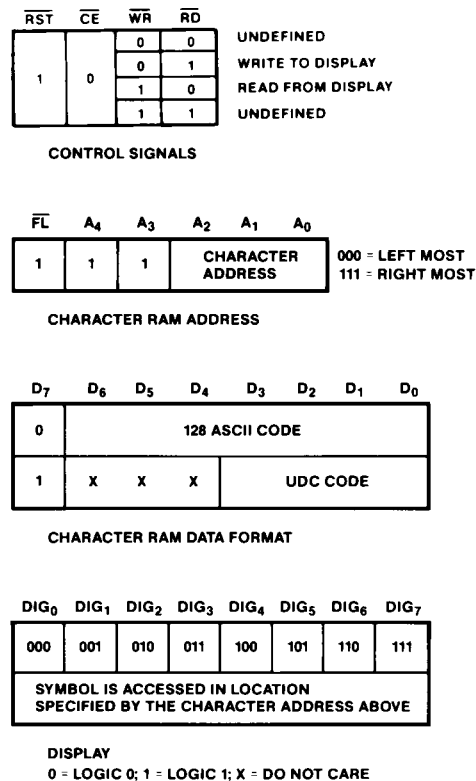 RST CE WR RD
0 0 UNDEFINED
1 0 0 1 WRITE TO DISPLAY
1 0 READ FROM DISPLAY
1 1 UNDEFINED
CONTROL SIGNALS
FL A4 A3 A2 A1 A0
1 1 1 CHARACTER ADDRESS 000 = LEFT MOST
111 = RIGHT MOST
CHARACTER RAM ADDRESS
D7 D6 D5 D4 D3 D2 D1 D0
0 128 ASCII CODE
1 X X X UDC CODE
CHARACTER RAM DATA FORMAT
DIG0 DIG1 DIG2 DIG3 DIG4 DIG5 DIG6 DIG7
000 001 010 011 100 101 110 111
SYMBOL IS ACCESSED IN LOCATION
SPECIFIED BY THE CHARACTER ADDRESS ABOVE
DISPLAY
0 = LOGIC 0; 1 = LOGIC 1; X = DO NOT CARE